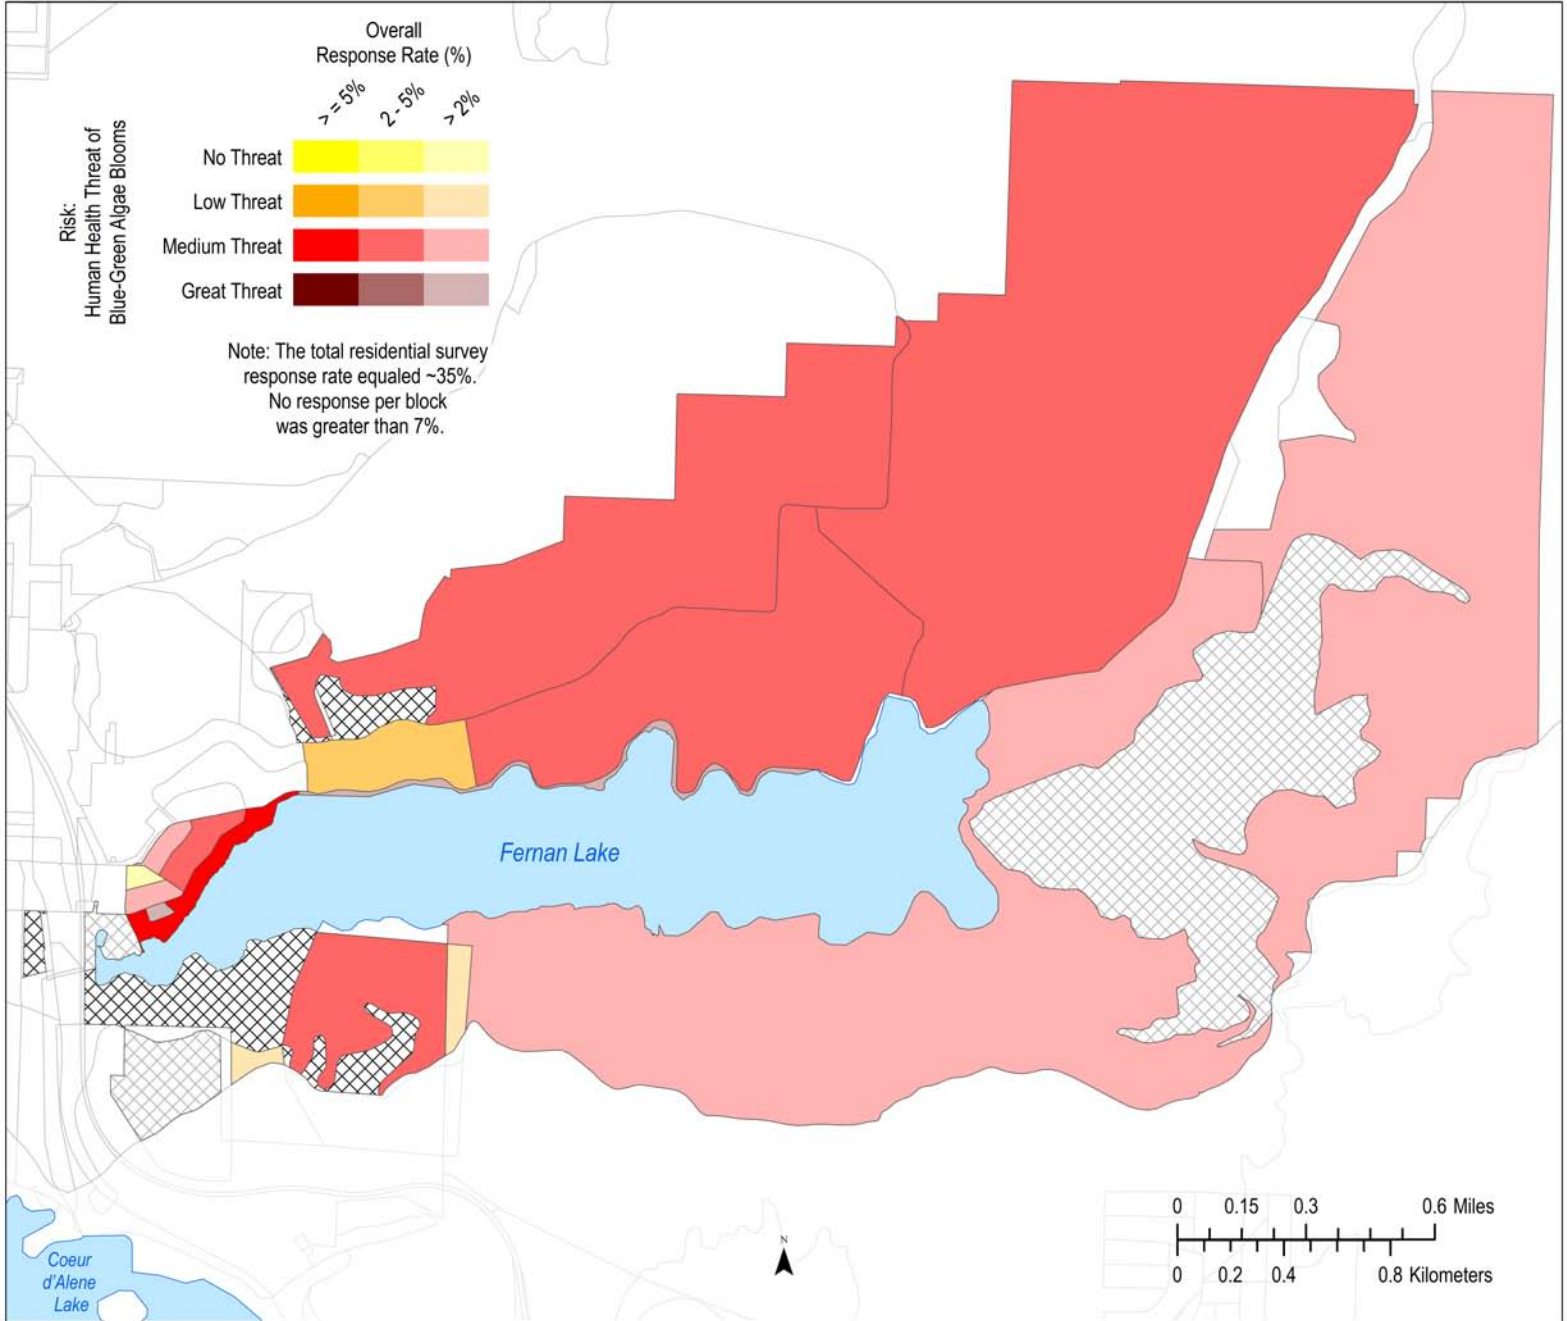 Overall
Response Rate (%)
> = 5%
2 - 5%
> 2%
Risk:
Human Health Threat of
Blue-Green Algae Blooms
No Threat
Low Threat
Medium Threat
Great Threat
Note: The total residential survey
response rate equaled ~35%.
No response per block
was greater than 7%.
Fernan Lake
Coeur
d'Alene
Lake
N
0 0.15 0.3 0.6 Miles
0 0.2 0.4 0.8 Kilometers